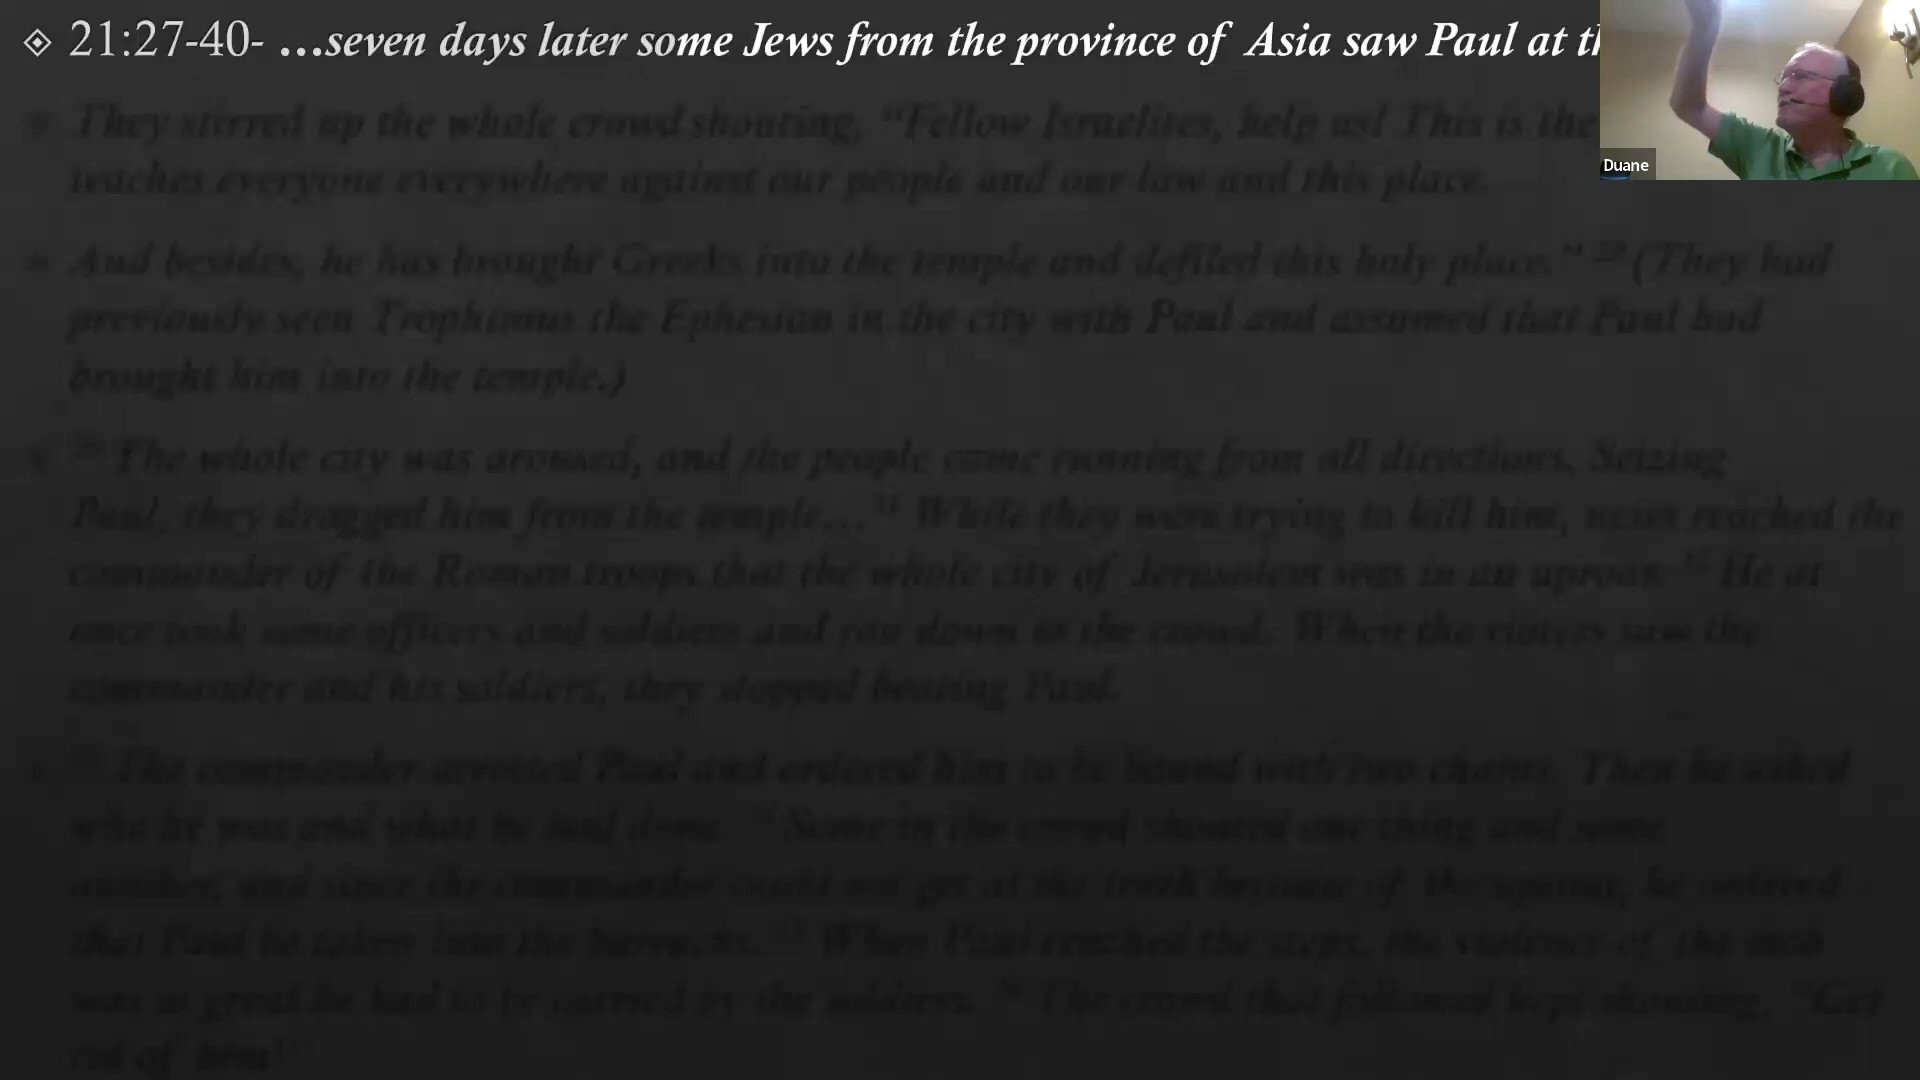 21:27-40- …seven days later some Jews from the province of Asia saw Paul at th
They stirred up the whole crowd shouting, “Fellow Israelites, help us! This is the
teaches everyone everywhere against our people and our law and this place.
And besides, he has brought Greeks into the temple and defiled this holy place.” (They had
previously seen Trophimus the Ephesian in the city with Paul and assumed that Paul had
brought him into the temple.)
The whole city was aroused, and the people came running from all directions. Seizing
Paul, they dragged him from the temple… While they were trying to kill him, news reached the
commander of the Roman troops that the whole city of Jerusalem was in an uproar. He at
once took some officers and soldiers and ran down to the crowd. When the rioters saw the
commander and his soldiers, they stopped beating Paul.
The commander arrested Paul and ordered him to be bound with two chains. Then he asked
who he was and what he had done. Some in the crowd shouted one thing and some
another, and since the commander could not get at the truth because of the uproar, he ordered
that Paul be taken into the barracks. When Paul reached the steps, the violence of the mob
was so great he had to be carried by the soldiers. The crowd that followed kept shouting, “Get
rid of him!”
Duane